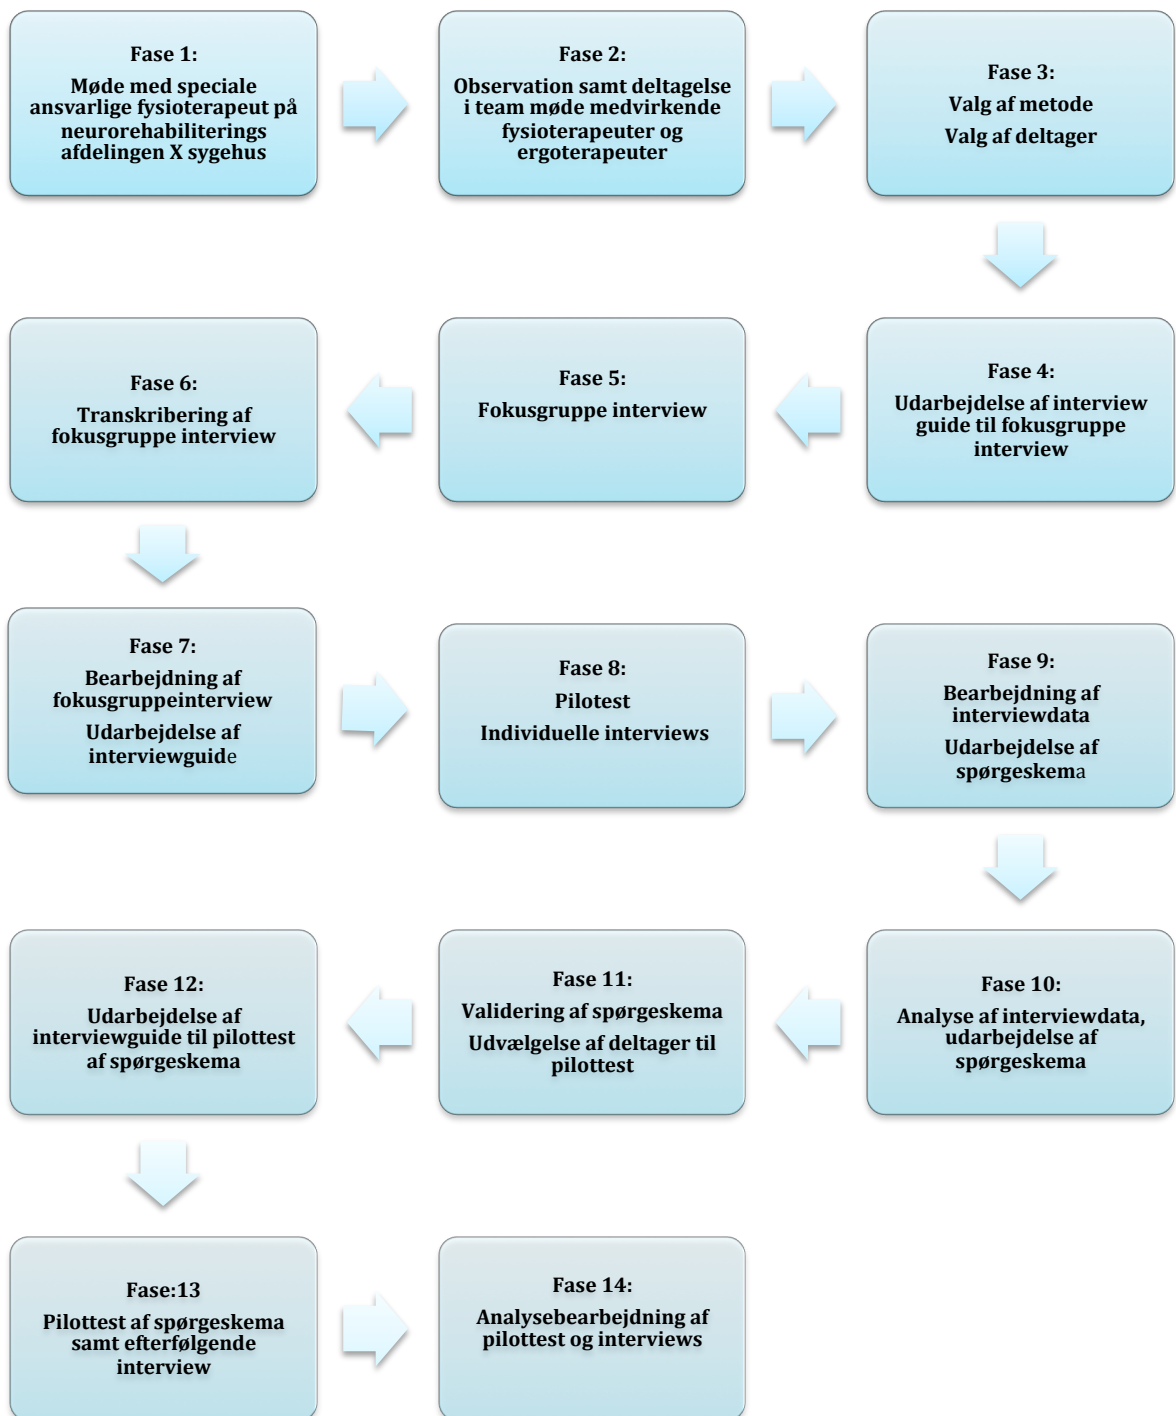 Fase 1:
Møde med speciale
ansvarlige fysioterapeut på
neurorehabiliterings
afdelingen X sygehus
Fase 2:
Observation samt deltagelse
i team møde medvirkende
fysioterapeuter og
ergoterapeuter
Fase 3:
Valg af metode
Valg af deltager
Fase 4:
Udarbejdelse af interview
guide til fokusgruppe
interview
Fase 5:
Fokusgruppe interview
Fase 6:
Transkribering af
fokusgruppe interview
Fase 7:
Bearbejdning af
fokusgruppeinterview
Udarbejdelse af
interviewguide
Fase 8:
Pilotest
Individuelle interviews
Fase 9:
Bearbejdning af
interviewdata
Udarbejdelse af
spørgeskema
Fase 10:
Analyse af interviewdata,
udarbejdelse af
spørgeskema
Fase 11:
Validering af spørgeskema
Udvælgelse af deltager til
pilottest
Fase 12:
Udarbejdelse af
interviewguide til pilottest
af spørgeskema
Fase:13
Pilottest af spørgeskema
samt efterfølgende
interview
Fase 14:
Analysebearbejdning af
pilottest og interviews